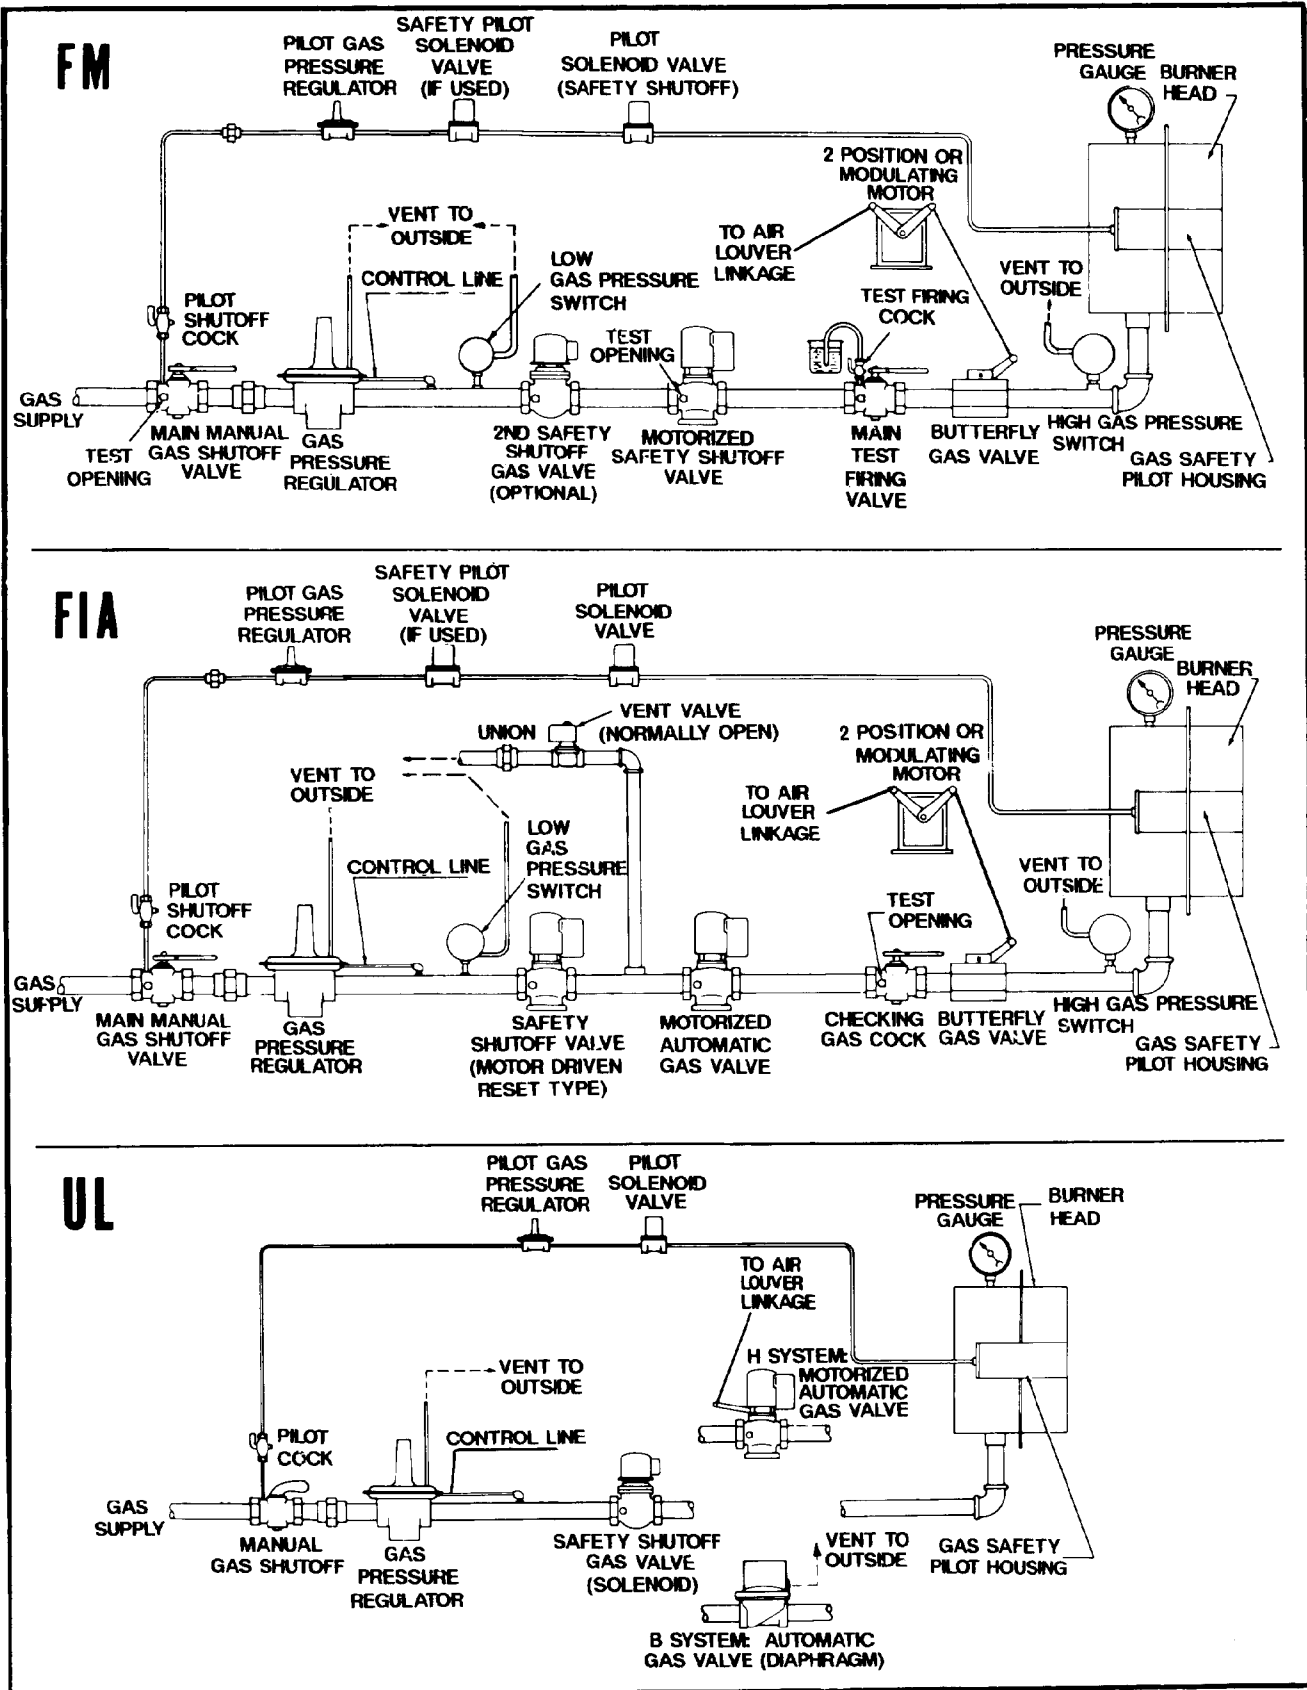 FM
PILOT GAS
PRESSURE
REGULATOR
SAFETY PILOT
SOLENOID
VALVE
(IF USED)
PILOT
SOLENOID VALVE
(SAFETY SHUTOFF)
PRESSURE
GAUGE
BURNER
HEAD
2 POSITION OR
MODULATING
MOTOR
VENT TO
OUTSIDE
TO AIR
LOUVER
LINKAGE
LOW
GAS PRESSURE
SWITCH
CONTROL LINE
VENT TO
OUTSIDE
PILOT
SHUTOFF
COCK
TEST FIRING
COCK
TEST
OPENING
GAS
SUPPLY
TEST
OPENING
MAIN MANUAL
GAS SHUTOFF
VALVE
GAS
PRESSURE
REGULATOR
2ND SAFETY
SHUTOFF
GAS VALVE
(OPTIONAL)
MOTORIZED
SAFETY SHUTOFF
VALVE
MAIN
TEST
FIRING
VALVE
BUTTERFLY
GAS VALVE
HIGH GAS PRESSURE
SWITCH
GAS SAFETY
PILOT HOUSING
FIA
PILOT GAS
PRESSURE
REGULATOR
SAFETY PILOT
SOLENOID
VALVE
(IF USED)
PILOT
SOLENOID
VALVE
PRESSURE
GAUGE
BURNER
HEAD
UNION
VENT VALVE
(NORMALLY OPEN)
2 POSITION OR
MODULATING
MOTOR
VENT TO
OUTSIDE
TO AIR
LOUVER
LINKAGE
LOW
GAS
PRESSURE
SWITCH
CONTROL LINE
VENT TO
OUTSIDE
PILOT
SHUTOFF
COCK
TEST
OPENING
GAS
SUPPLY
MAIN MANUAL
GAS SHUTOFF
VALVE
GAS
PRESSURE
REGULATOR
SAFETY
SHUTOFF VALVE
(MOTOR DRIVEN
RESET TYPE)
MOTORIZED
AUTOMATIC
GAS VALVE
CHECKING
GAS COCK
BUTTERFLY
GAS VALVE
HIGH GAS PRESSURE
SWITCH
GAS SAFETY
PILOT HOUSING
UL
PILOT GAS
PRESSURE
REGULATOR
PILOT
SOLENOID
VALVE
PRESSURE
GAUGE
BURNER
HEAD
TO AIR
LOUVER
LINKAGE
VENT TO
OUTSIDE
H SYSTEM:
MOTORIZED
AUTOMATIC
GAS VALVE
PILOT
COCK
CONTROL LINE
GAS
SUPPLY
MANUAL
GAS SHUTOFF
GAS
PRESSURE
REGULATOR
SAFETY SHUTOFF
GAS VALVE
(SOLENOID)
VENT TO
OUTSIDE
GAS SAFETY
PILOT HOUSING
B SYSTEM: AUTOMATIC
GAS VALVE (DIAPHRAGM)